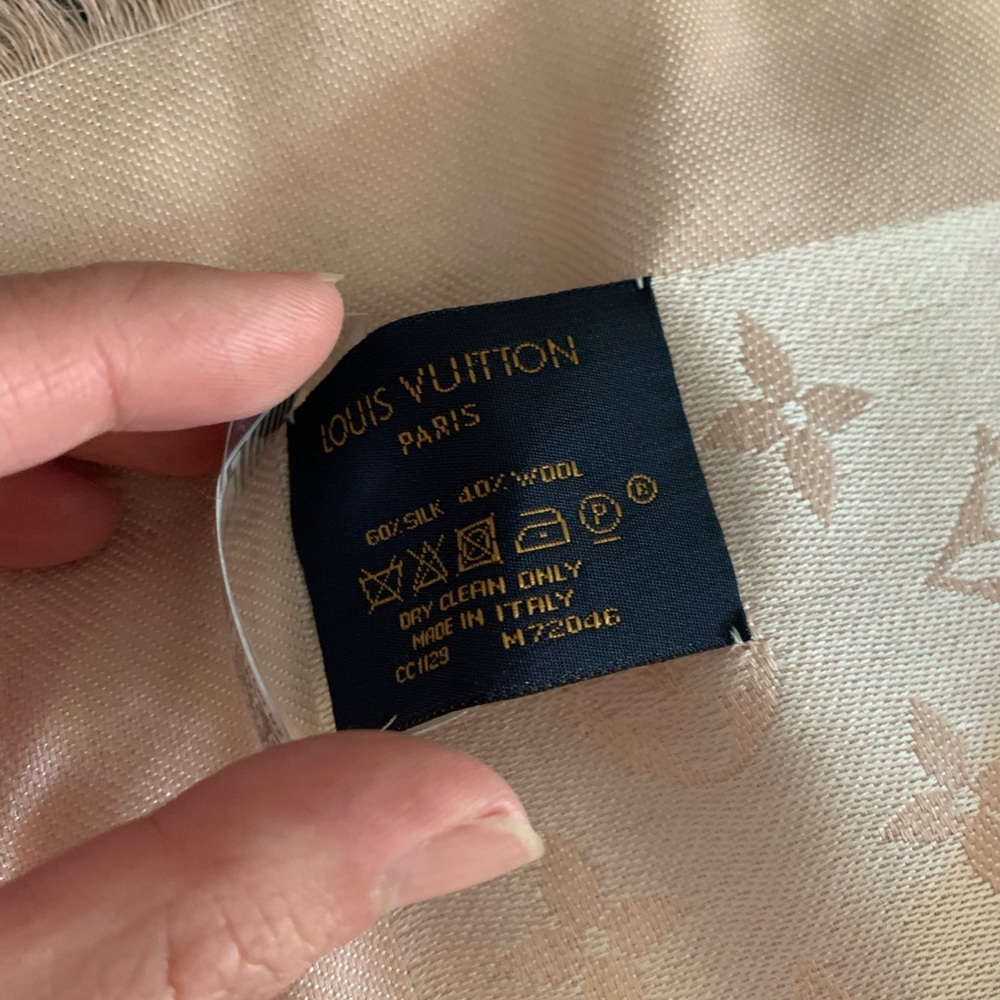 LOUIS VUITTON
PARIS
60% SILK 40% WOOL
P ®
DRY CLEAN ONLY
MADE IN ITALY
CC1129 M72046